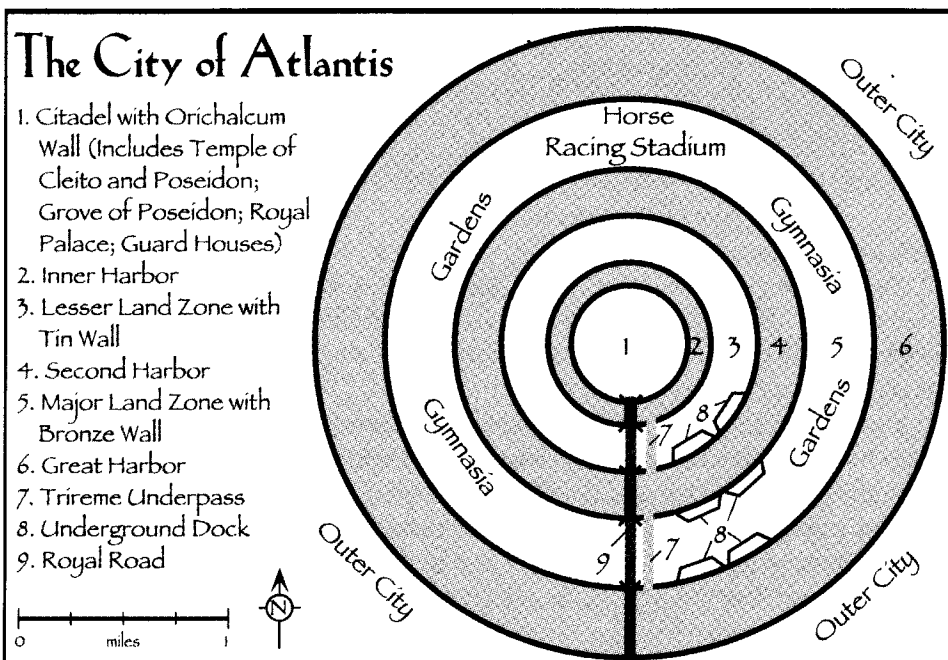 The City of Atlantis
1. Citadel with Orichalcum
Wall (Includes Temple of
Cleito and Poseidon;
Grove of Poseidon; Royal
Palace; Guard Houses)
2. Inner Harbor
3. Lesser Land Zone with
Tin Wall
4. Second Harbor
5. Major Land Zone with
Bronze Wall
6. Great Harbor
7. Trireme Underpass
8. Underground Dock
9. Royal Road
0 miles 1
N
Outer City
Horse
Racing Stadium
Gardens
Gymnasia
1 2 3 4 5 6
7 8
Gymnasia
Gardens
9 7 8 8
Outer City
Outer City